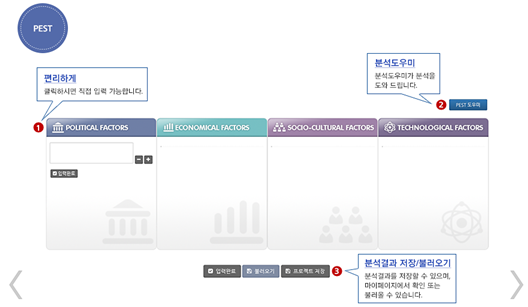 PEST
편리하게
클릭하시면 직접 입력 가능합니다.
분석도우미
분석도우미가 분석을
도와 드립니다.
2 PEST 도우미
1 POLITICAL FACTORS
ECONOMICAL FACTORS
SOCIO-CULTURAL FACTORS
TECHNOLOGICAL FACTORS
입력완료
입력완료
불러오기
프로젝트 저장
3
분석결과 저장/불러오기
분석결과를 저장할 수 있으며,
마이페이지에서 확인 또는
불려올 수 있습니다.